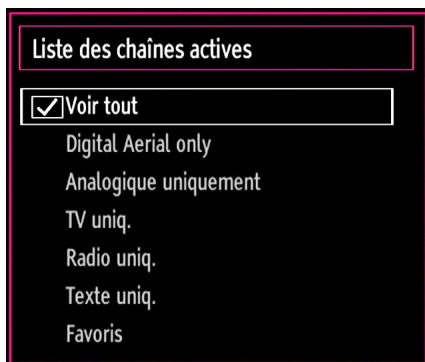 Liste des chaînes actives
Voir tout
Digital Aerial only
Analogique uniquement
TV uniq.
Radio uniq.
Texte uniq.
Favoris